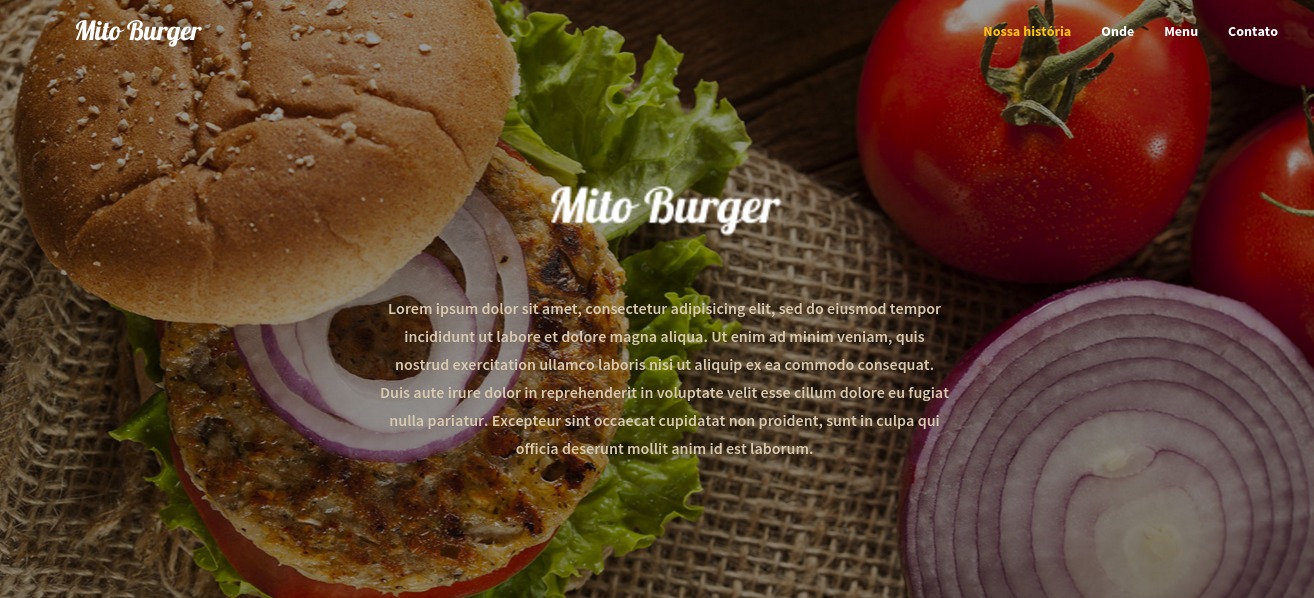 Mito Burger
Nossa história Onde Menu Contato
Mito Burger
Lorem ipsum dolor sit amet, consectetur adipisicing elit, sed do eiusmod tempor
incididunt ut labore et dolore magna aliqua. Ut enim ad minim veniam, quis
nostrud exercitation ullamco laboris nisi ut aliquip ex ea commodo consequat.
Duis aute irure dolor in reprehenderit in voluptate velit esse cillum dolore eu fugiat
nulla pariatur. Excepteur sint occaecat cupidatat non proident, sunt in culpa qui
officia deserunt mollit anim id est laborum.